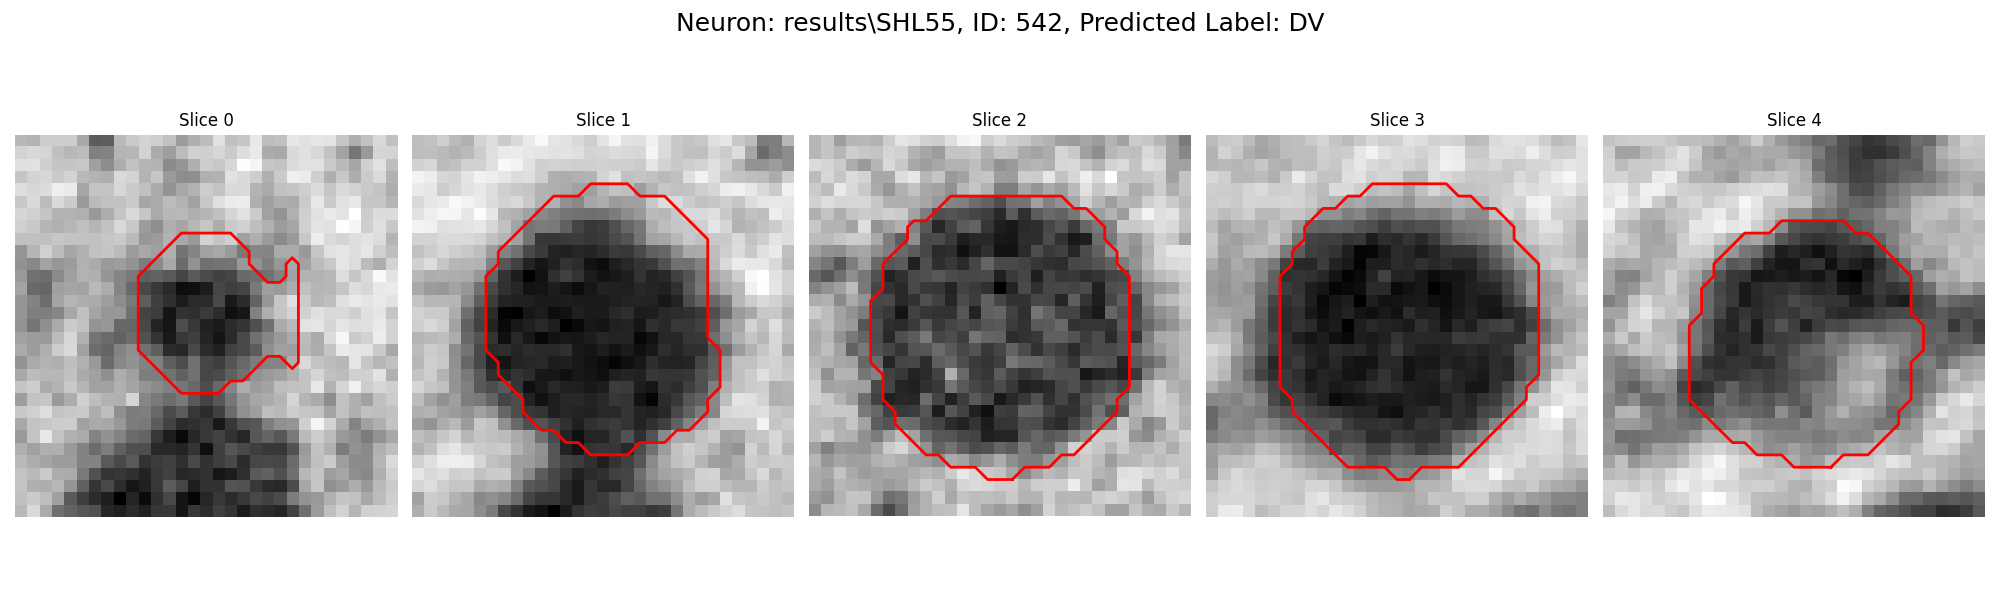 Neuron: results\SHL55, ID: 542, Predicted Label: DV
Slice 0
Slice 1
Slice 2
Slice 3
Slice 4